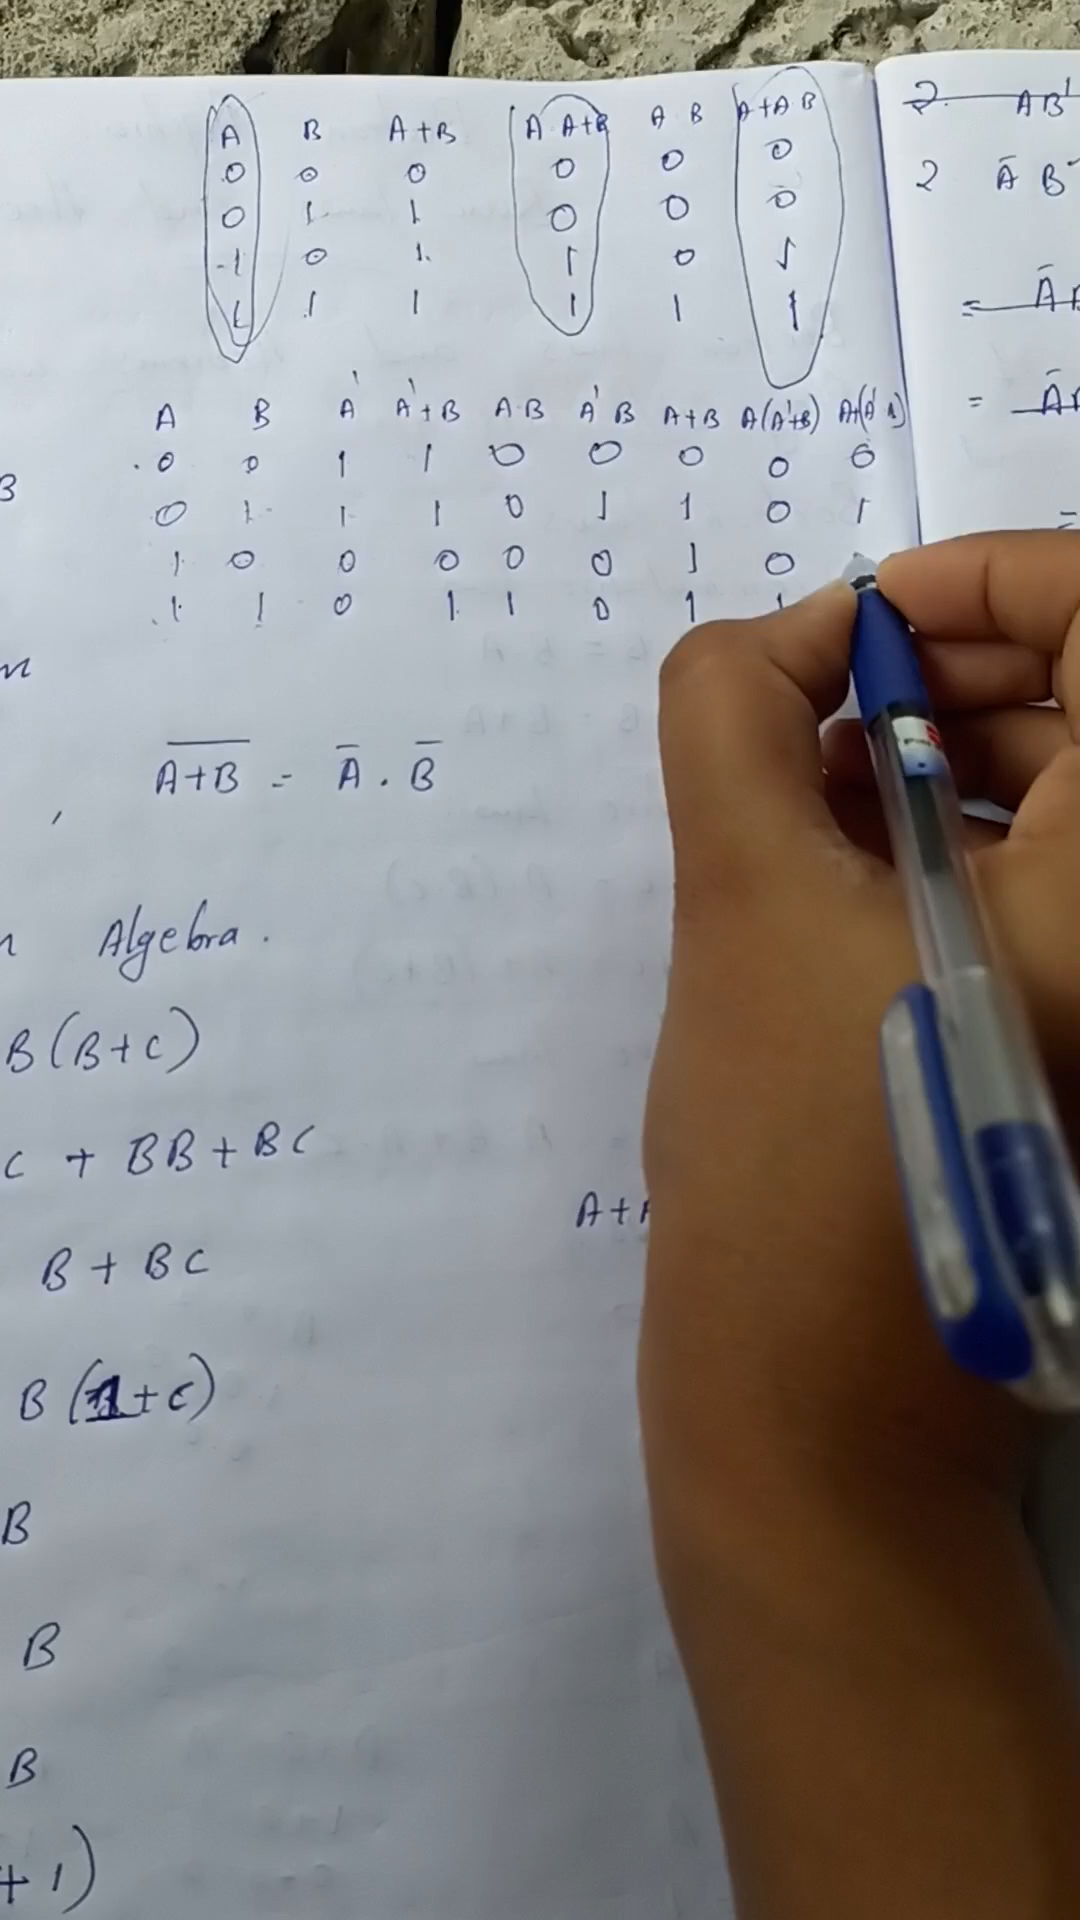 A B A+B A·A+B A·B A+A·B
0 0 0 0 0 0
0 1 1 0 0 0
1 0 1 1 0 1
1 1 1 1 1 1
A B A' A'+B A·B A'B A+B A(A'+B)
0 0 1 1 0 0 0 0 0
0 1 1 1 0 1 1 0 1
1 0 0 0 0 0 1 0
1 1 0 1 1 0 1 1
B
n
A̅+̅B̅ = A̅ . B̅
,
n Algebra.
B(B+C)
C + BB + BC
B + BC
B(1+C)
B
B
B
+1)
A+
2. AB'
2 A̅ B
= A̅
= A̅
=